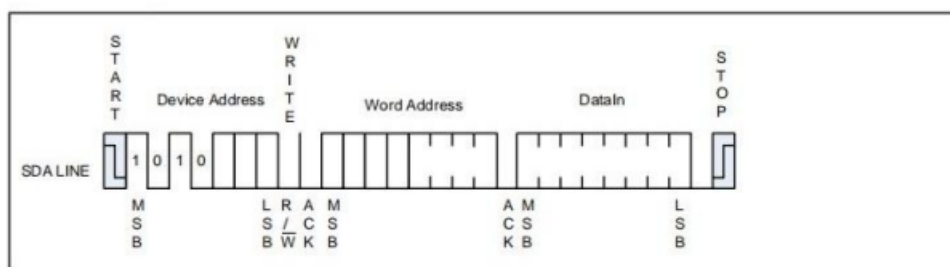 START
WRITE
STOP
Device Address
Word Address
DataIn
SDA LINE
1 0 1 0
MSB
LSB
R/W̅
ACK
MSB
ACK
MSB
LSB